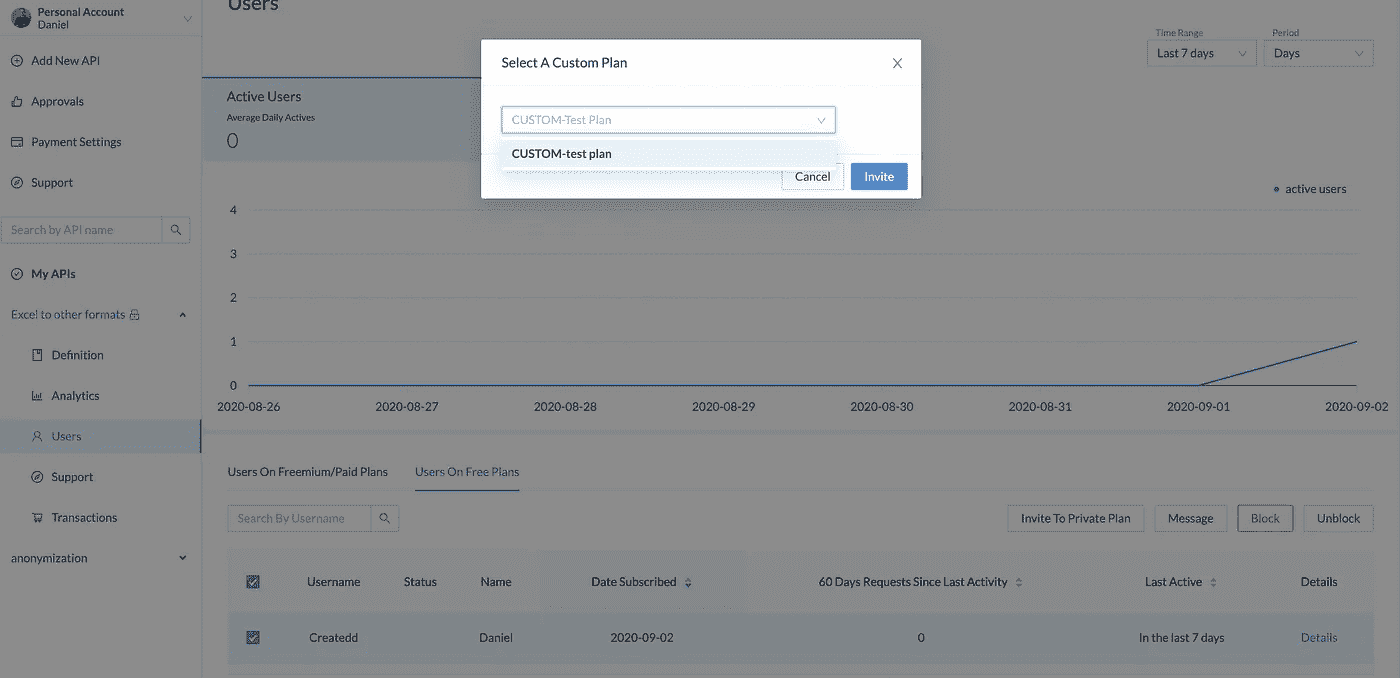 Personal Account
Daniel
Add New API
Approvals
Payment Settings
Support
Search by API name
My APIs
Excel to other formats
Definition
Analytics
Users
Support
Transactions
anonymization
Users
Time Range
Period
Last 7 days
Days
Active Users
Average Daily Actives
0
Select A Custom Plan
CUSTOM-Test Plan
CUSTOM-test plan
Cancel
Invite
active users
4
3
2
1
0
2020-08-26 2020-08-27 2020-08-28 2020-08-29 2020-08-30 2020-08-31 2020-09-01 2020-09-02
Users On Freemium/Paid Plans Users On Free Plans
Search By Username
Invite To Private Plan Message Block Unblock
Username Status Name Date Subscribed 60 Days Requests Since Last Activity Last Active Details
Createdd Daniel 2020-09-02 0 In the last 7 days Details